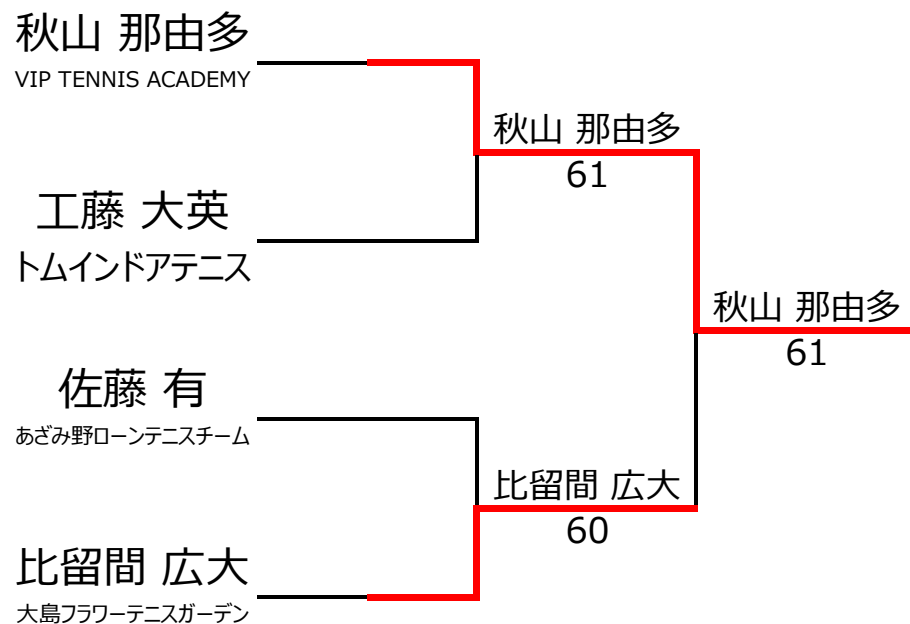 秋山 那由多
VIP TENNIS ACADEMY
秋山 那由多
61
工藤 大英
トムインドアテニス
秋山 那由多
61
佐藤 有
あざみ野ローンテニスチーム
比留間 広大
60
比留間 広大
大島フラワーテニスガーデン